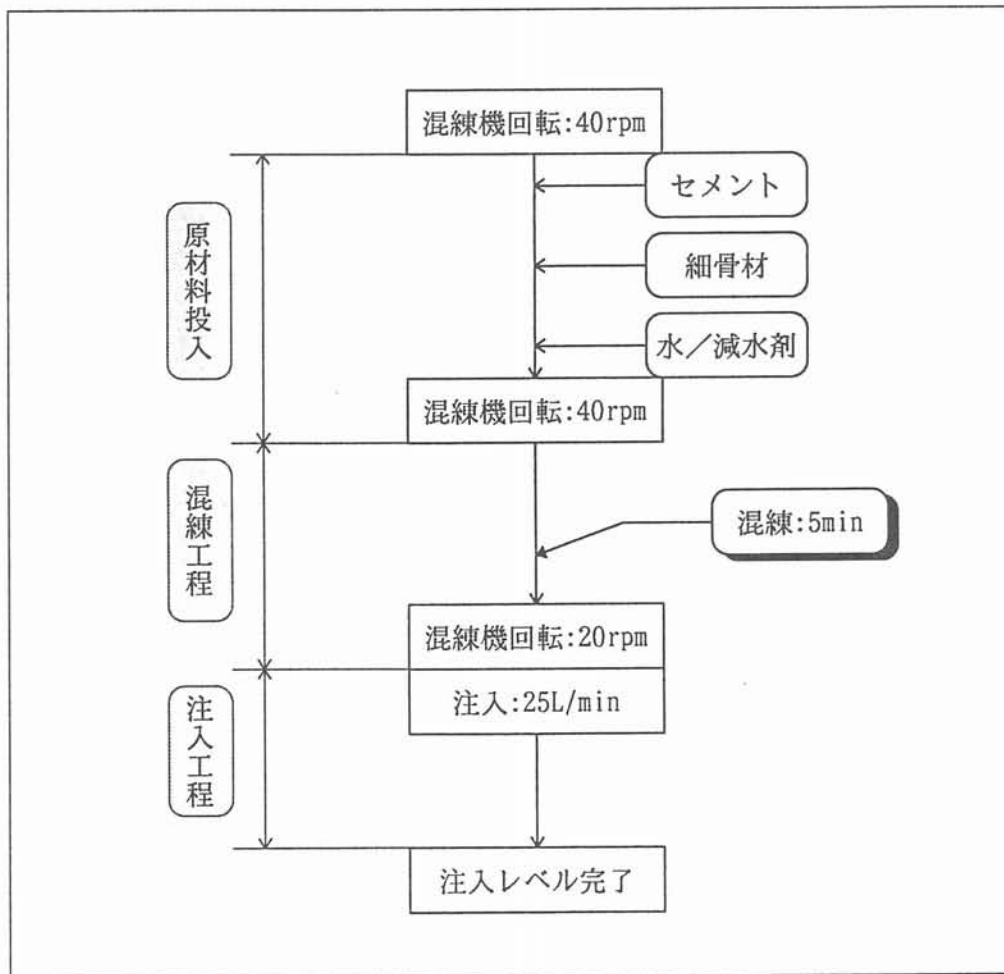 混練機回転:40rpm
セメント
原材料投入
細骨材
水／減水剤
混練機回転:40rpm
混練工程
混練:5min
混練機回転:20rpm
注入:25L/min
注入工程
注入レベル完了